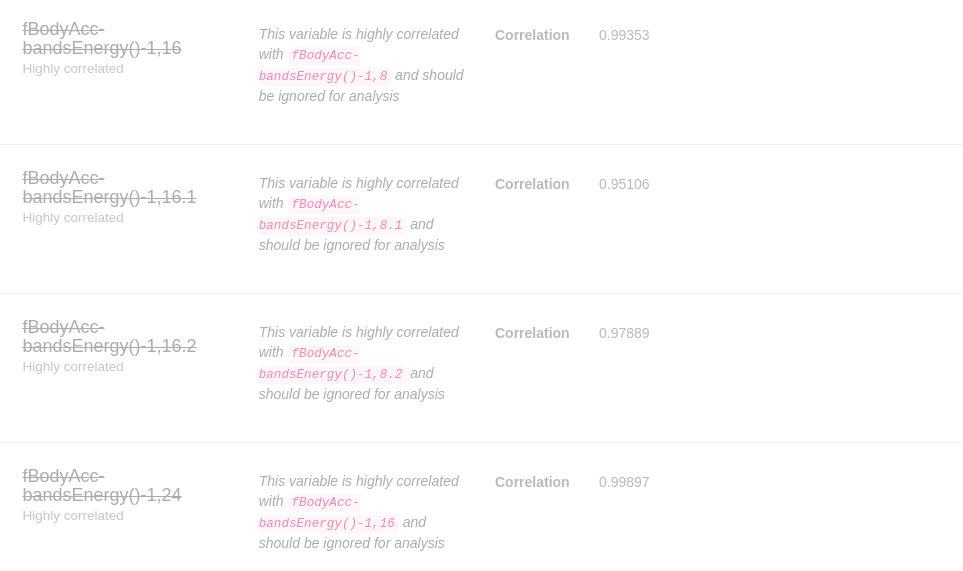 fBodyAcc-
bandsEnergy()-1,16
Highly correlated
This variable is highly correlated
with fBodyAcc-
bandsEnergy()-1,8 and should
be ignored for analysis
Correlation 0.99353
fBodyAcc-
bandsEnergy()-1,16.1
Highly correlated
This variable is highly correlated
with fBodyAcc-
bandsEnergy()-1,8.1 and
should be ignored for analysis
Correlation 0.95106
fBodyAcc-
bandsEnergy()-1,16.2
Highly correlated
This variable is highly correlated
with fBodyAcc-
bandsEnergy()-1,8.2 and
should be ignored for analysis
Correlation 0.97889
fBodyAcc-
bandsEnergy()-1,24
Highly correlated
This variable is highly correlated
with fBodyAcc-
bandsEnergy()-1,16 and
should be ignored for analysis
Correlation 0.99897